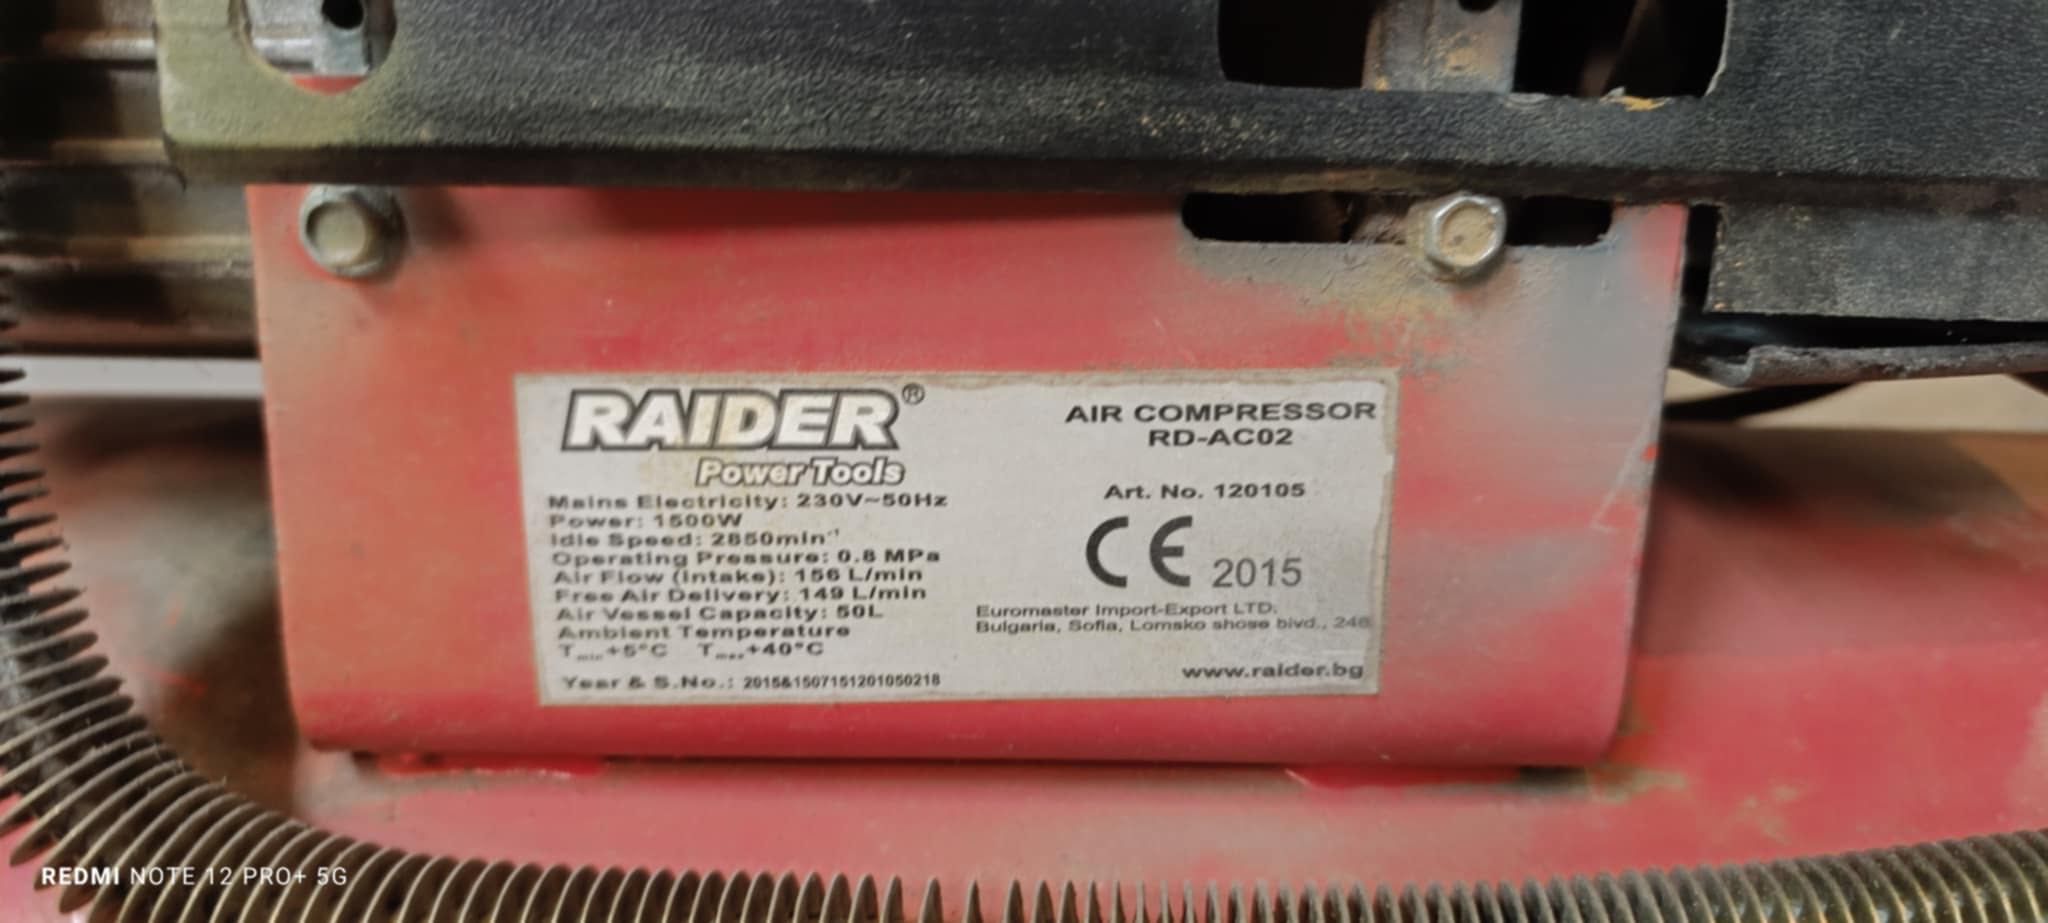 RAIDER®
Power Tools
Mains Electricity: 230V~50Hz
Power: 1500W
Idle Speed: 2850min⁻¹
Operating Pressure: 0.8 MPa
Air Flow (Intake): 156 L/min
Free Air Delivery: 149 L/min
Air Vessel Capacity: 50L
Ambient Temperature
Tmin+5°C Tmax+40°C
Year & S.No.: 2015&1507151201050218
AIR COMPRESSOR
RD-AC02
Art. No. 120105
CE 2015
Euromaster Import-Export LTD.
Bulgaria, Sofia, Lomsko shose blvd., 246
www.raider.bg
REDMI NOTE 12 PRO+ 5G